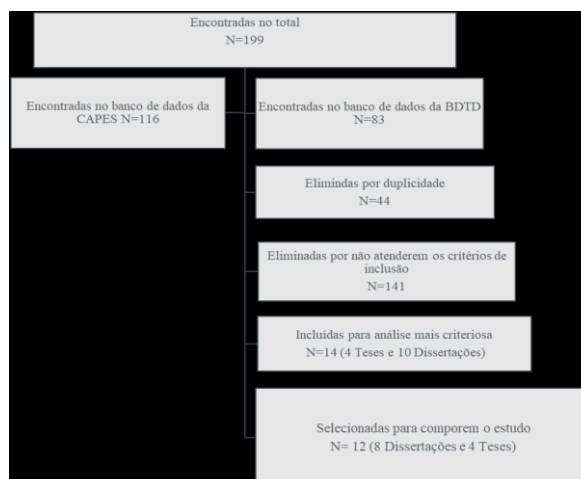 Encontradas no total
N=199
Encontradas no banco de dados da
CAPES N=116
Encontradas no banco de dados da BDTD
N=83
Elimindas por duplicidade
N=44
Eliminadas por não atenderem os critérios de
inclusão
N=141
Incluídas para análise mais criteriosa
N=14 (4 Teses e 10 Dissertações)
Selecionadas para comporem o estudo
N= 12 (8 Dissertações e 4 Teses)